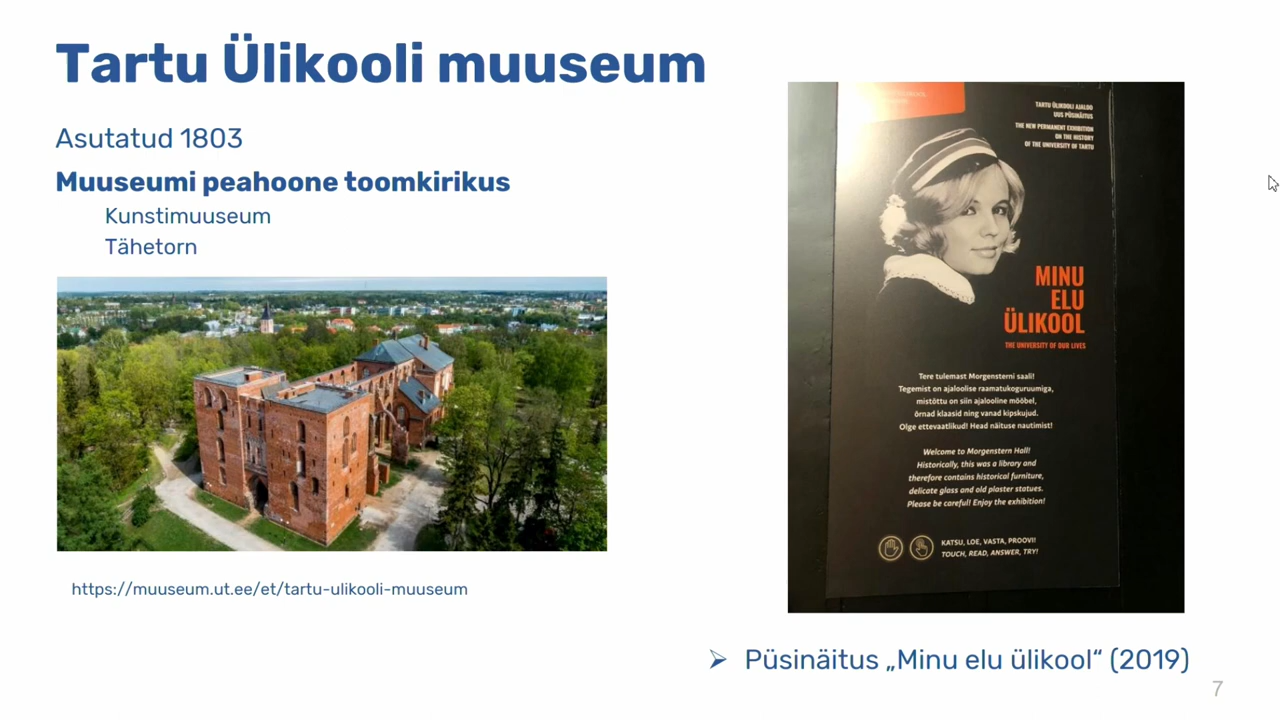 Tartu Ülikooli muuseum
Asutatud 1803
Muuseumi peahoone toomkirikus
Kunstimuuseum
Tähetorn
https://muuseum.ut.ee/et/tartu-ulikooli-muuseum
TARTU ÜLIKOOLI AJALOO
UUS PÜSINÄITUS
THE NEW PERMANENT EXHIBITION
ON THE HISTORY
OF THE UNIVERSITY OF TARTU
MINU
ELU
ÜLIKOOL
THE UNIVERSITY OF OUR LIVES
Tere tulemast Morgensterni saali!
Tegemist on ajaloolise raamatukoguruumiga,
mistõttu on siin ajalooline mööbel,
õrnad klaasid ning vanad kipskujud.
Olge ettevaatlikud! Head näituse nautimist!
Welcome to Morgenstern Hall!
Historically, this was a library and
therefore contains historical furniture,
delicate glass and old plaster statues.
Please be careful! Enjoy the exhibition!
KATSU, LOE, VASTA, PROOVI!
TOUCH, READ, ANSWER, TRY!
➢ Püsinäitus „Minu elu ülikool“ (2019)
7